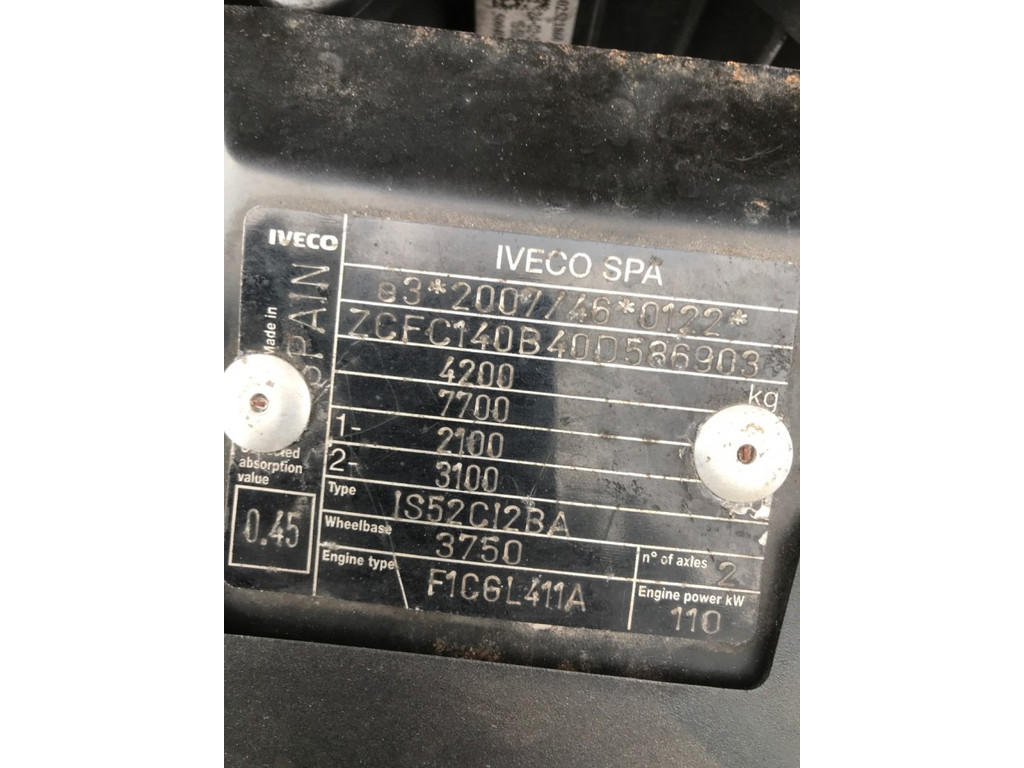 IVECO
IVECO SPA
Made in
SPAIN
e3*2007/46*0122*
ZCFC140B40D586903
4200 kg
7700
1- 2100
2- 3100
absorption
value
0.45
Type IS52CI2BA
Wheelbase 3750
n° of axles 2
Engine type F1CGL411A
Engine power kW 110